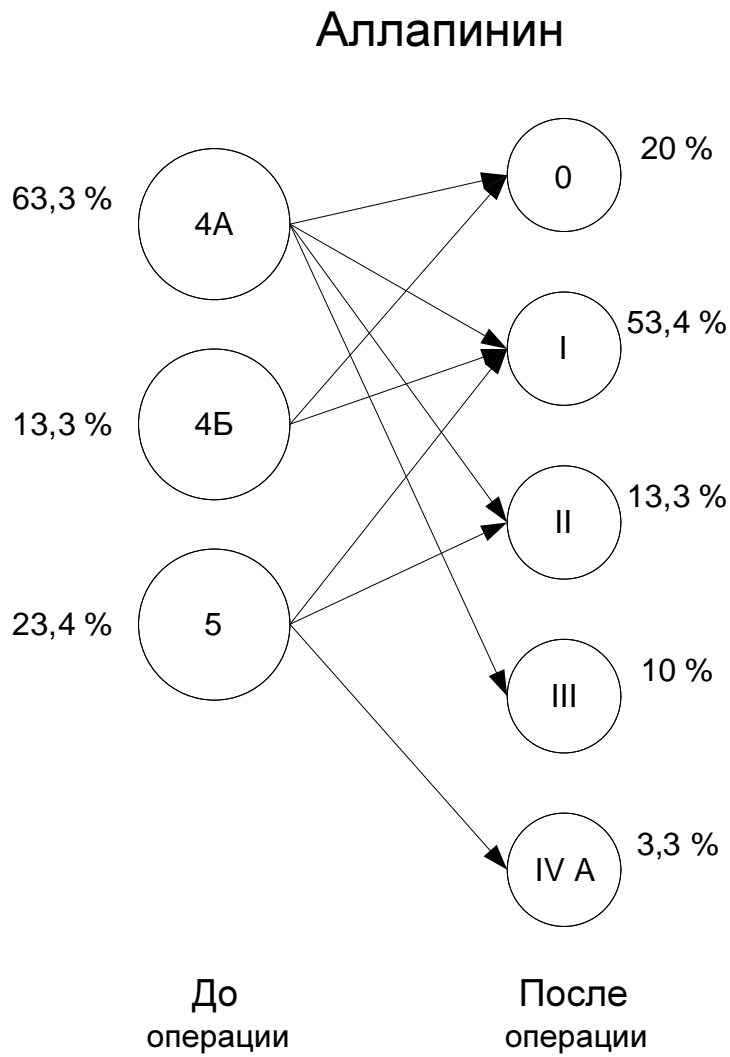 Аллапинин
63,3 %
4А
0
20 %
I
53,4 %
13,3 %
4Б
II
13,3 %
23,4 %
5
III
10 %
IV А
3,3 %
До
операции
После
операции